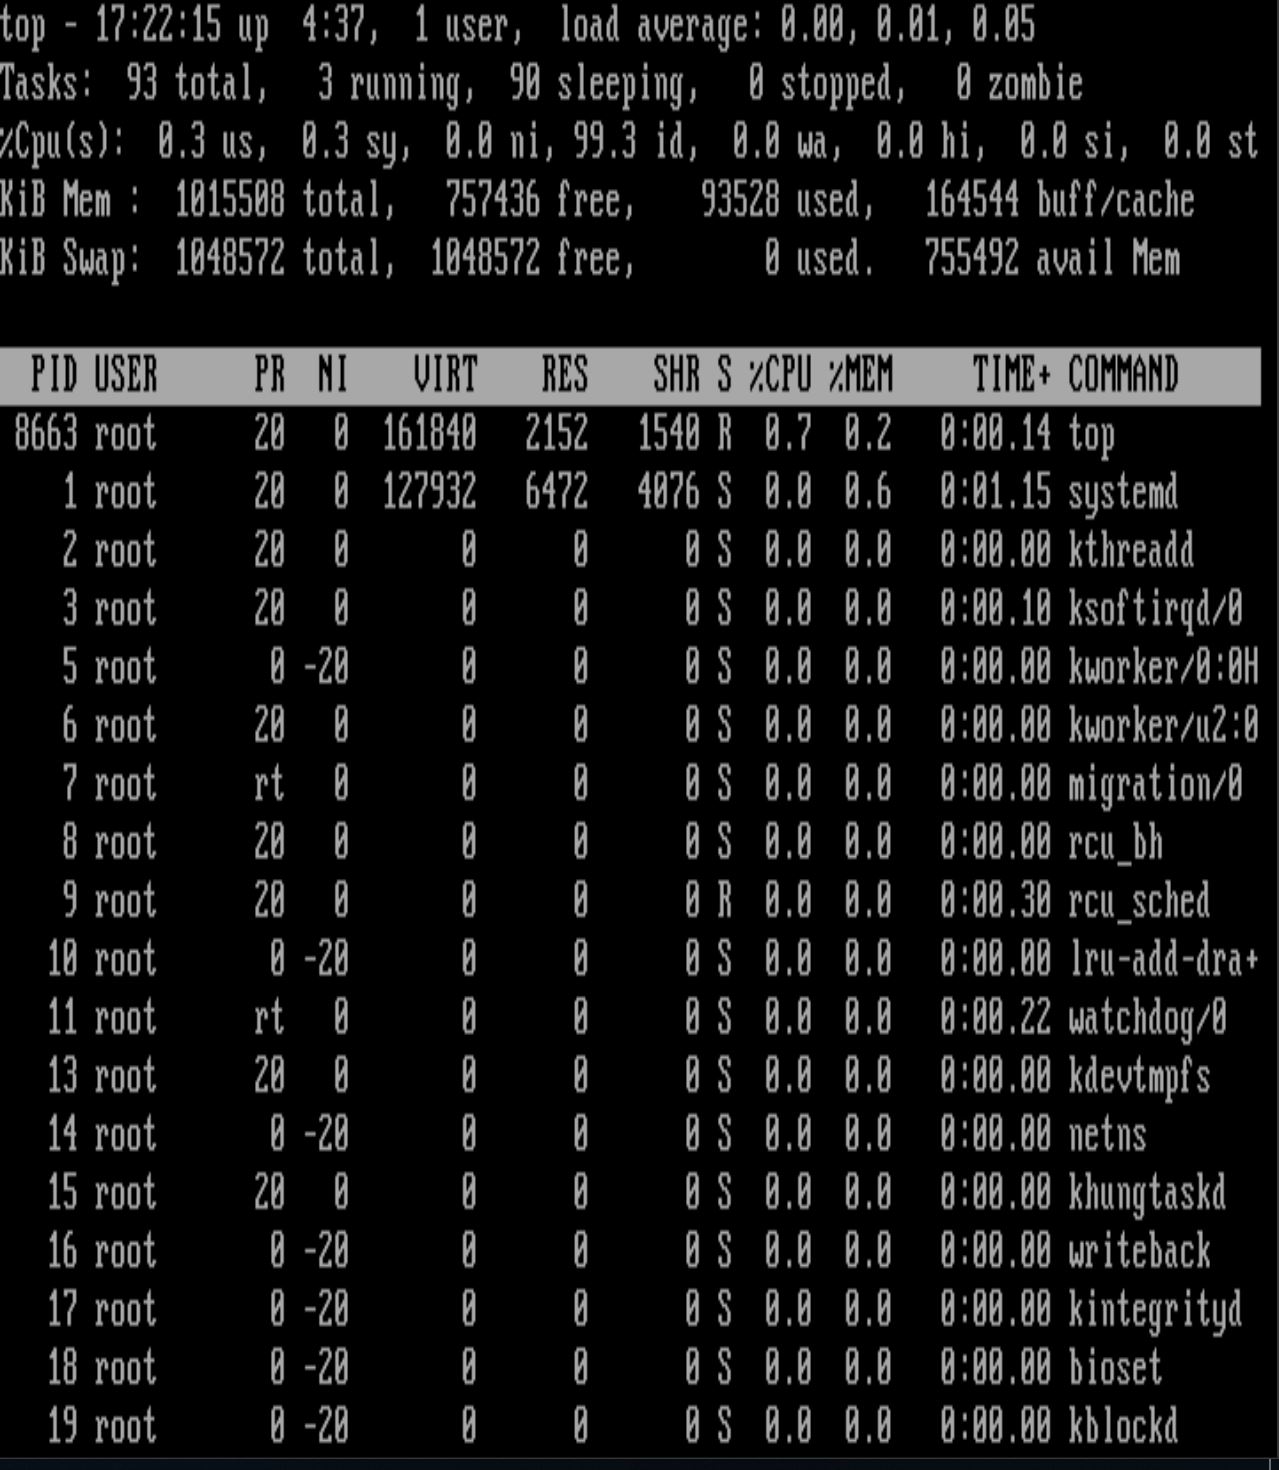 top - 17:22:15 up  4:37,  1 user,  load average: 0.00, 0.01, 0.05
Tasks:  93 total,   3 running,  90 sleeping,   0 stopped,   0 zombie
%Cpu(s):  0.3 us,  0.3 sy,  0.0 ni, 99.3 id,  0.0 wa,  0.0 hi,  0.0 si,  0.0 st
KiB Mem :  1015508 total,   757436 free,    93528 used,   164544 buff/cache
KiB Swap:  1048572 total,  1048572 free,        0 used.   755492 avail Mem
  PID USER      PR  NI    VIRT    RES    SHR S %CPU %MEM     TIME+ COMMAND
 8663 root      20   0  161840   2152   1540 R  0.7  0.2   0:00.14 top
    1 root      20   0  127932   6472   4076 S  0.0  0.6   0:01.15 systemd
    2 root      20   0       0      0      0 S  0.0  0.0   0:00.00 kthreadd
    3 root      20   0       0      0      0 S  0.0  0.0   0:00.10 ksoftirqd/0
    5 root       0 -20       0      0      0 S  0.0  0.0   0:00.00 kworker/0:0H
    6 root      20   0       0      0      0 S  0.0  0.0   0:00.00 kworker/u2:0
    7 root      rt   0       0      0      0 S  0.0  0.0   0:00.00 migration/0
    8 root      20   0       0      0      0 S  0.0  0.0   0:00.00 rcu_bh
    9 root      20   0       0      0      0 R  0.0  0.0   0:00.30 rcu_sched
   10 root       0 -20       0      0      0 S  0.0  0.0   0:00.00 lru-add-dra+
   11 root      rt   0       0      0      0 S  0.0  0.0   0:00.22 watchdog/0
   13 root      20   0       0      0      0 S  0.0  0.0   0:00.00 kdevtmpfs
   14 root       0 -20       0      0      0 S  0.0  0.0   0:00.00 netns
   15 root      20   0       0      0      0 S  0.0  0.0   0:00.00 khungtaskd
   16 root       0 -20       0      0      0 S  0.0  0.0   0:00.00 writeback
   17 root       0 -20       0      0      0 S  0.0  0.0   0:00.00 kintegrityd
   18 root       0 -20       0      0      0 S  0.0  0.0   0:00.00 bioset
   19 root       0 -20       0      0      0 S  0.0  0.0   0:00.00 kblockd